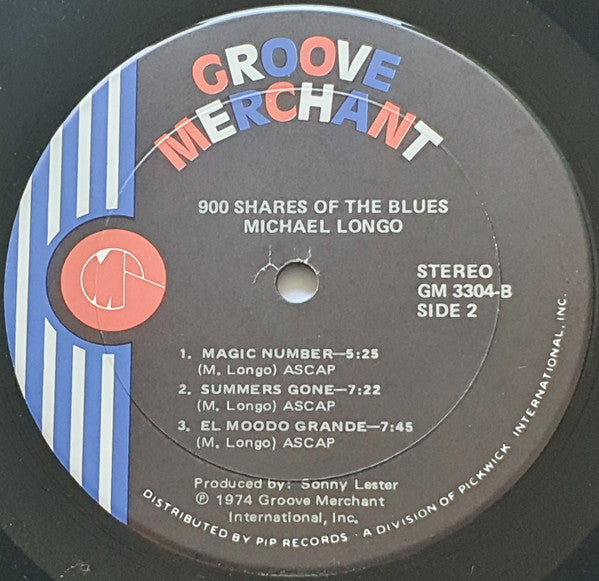 GROOVE
MERCHANT
900 SHARES OF THE BLUES
MICHAEL LONGO
STEREO
GM 3304-B
SIDE 2
1. MAGIC NUMBER—5:25
(M. Longo) ASCAP
2. SUMMERS GONE—7:22
(M. Longo) ASCAP
3. EL MOODO GRANDE—7:45
(M. Longo) ASCAP
Produced by: Sonny Lester
℗ 1974 Groove Merchant
International, Inc.
DISTRIBUTED BY PIP RECORDS · A DIVISION OF PICKWICK INTERNATIONAL, INC.